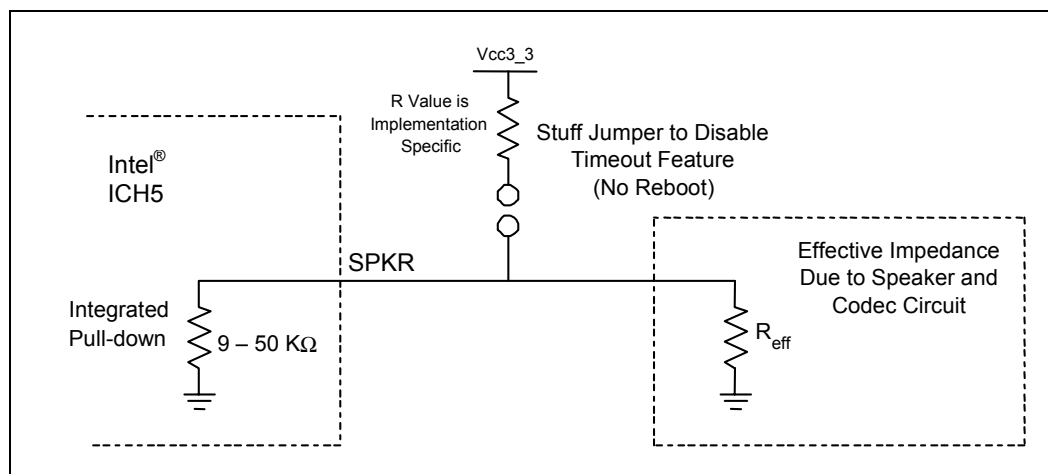 Vcc3_3
R Value is
Implementation
Specific
Stuff Jumper to Disable
Timeout Feature
(No Reboot)
Intel®
ICH5
SPKR
Effective Impedance
Due to Speaker and
Codec Circuit
Integrated
Pull-down
9 – 50 KΩ
Reff